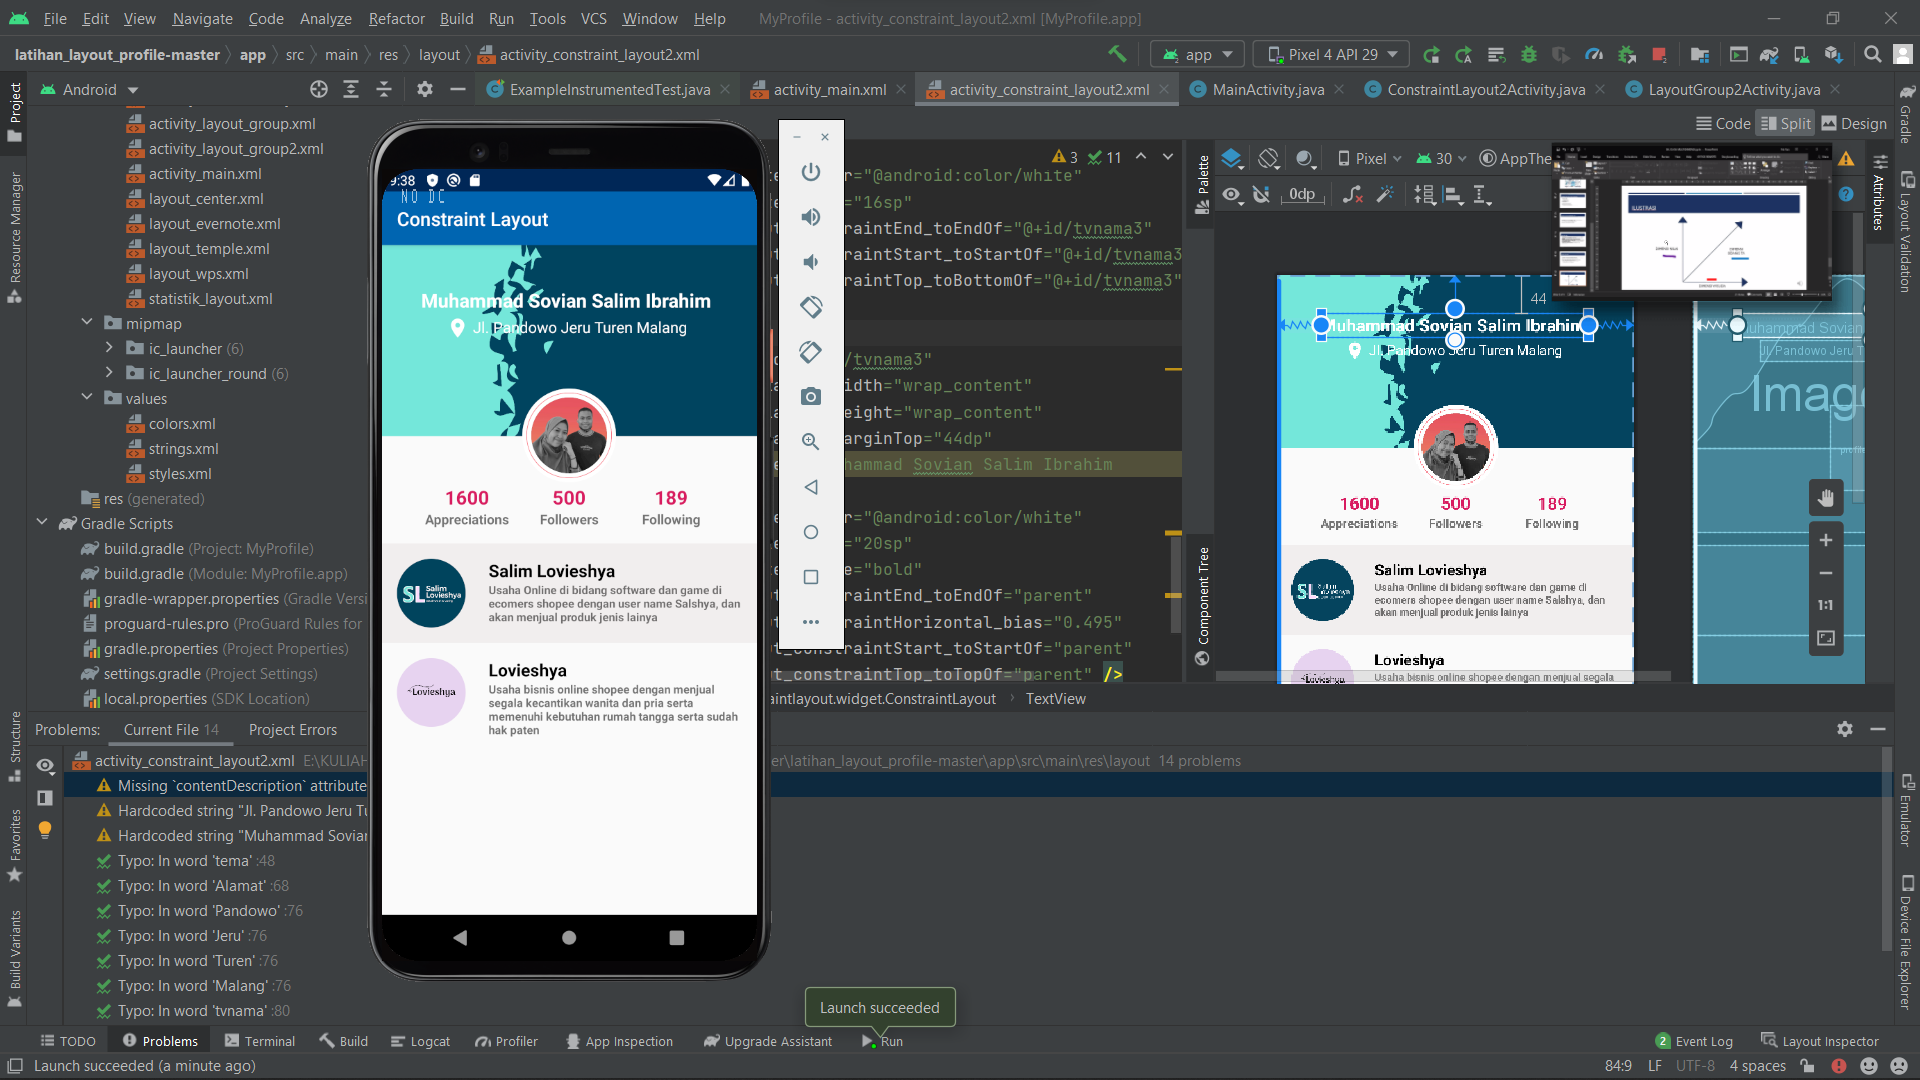 File Edit View Navigate Code Analyze Refactor Build Run Tools VCS Window Help MyProfile - activity_constraint_layout2.xml [MyProfile.app]
latihan_layout_profile-master app src main res layout activity_constraint_layout2.xml app Pixel 4 API 29
Android ExampleInstrumentedTest.java activity_main.xml activity_constraint_layout2.xml MainActivity.java ConstraintLayout2Activity.java LayoutGroup2Activity.java
Code Split Design
Project
Resource Manager
Structure
Favorites
Build Variants
activity_layout_group.xml
activity_layout_group2.xml
activity_main.xml
layout_center.xml
layout_evernote.xml
layout_temple.xml
layout_wps.xml
statistik_layout.xml
mipmap
ic_launcher (6)
ic_launcher_round (6)
values
colors.xml
strings.xml
styles.xml
res (generated)
Gradle Scripts
build.gradle (Project: MyProfile)
build.gradle (Module: MyProfile.app)
gradle-wrapper.properties (Gradle Versi
proguard-rules.pro (ProGuard Rules for
gradle.properties (Project Properties)
settings.gradle (Project Settings)
local.properties (SDK Location)
9:38
Constraint Layout
Muhammad Sovian Salim Ibrahim
Jl. Pandowo Jeru Turen Malang
1600 500 189
Appreciations Followers Following
SL Salim Lovieshya
Salim Lovieshya
Usaha Online di bidang software dan game di
ecomers shopee dengan user name Salshya, dan
akan menjual produk jenis lainya
Lovieshya
Lovieshya
Usaha bisnis online shopee dengan menjual
segala kecantikan wanita dan pria serta
memenuhi kebutuhan rumah tangga serta sudah
hak paten
3 11
r="@android:color/white"
="16sp"
raintEnd_toEndOf="@+id/tvnama3"
raintStart_toStartOf="@+id/tvnama3
raintTop_toBottomOf="@+id/tvnama3"
/tvnama3"
idth="wrap_content"
eight="wrap_content"
arginTop="44dp"
hammad Sovian Salim Ibrahim
r="@android:color/white"
="20sp"
e="bold"
raintEnd_toEndOf="parent"
raintHorizontal_bias="0.495"
t_constraintStart_toStartOf="parent"
t_constraintTop_toTopOf="parent" />
aintlayout.widget.ConstraintLayout TextView
Palette
Component Tree
Pixel 30 AppThe
0dp
ILUSTRASI
44
Muhammad Sovian Salim Ibrahim
Jl. Pandowo Jeru Turen Malang
1600 500 189
Appreciations Followers Following
Salim Lovieshya
Usaha Online di bidang software dan game di
ecomers shopee dengan user name Salshya, dan
akan menjual produk jenis lainya
Lovieshya
Lovieshya
Usaha bisnis online shopee dengan menjual segala
uhammad Sovian
Jl. Pandowo Jeru T
Imag
1:1
Gradle
Attributes
Layout Validation
Emulator
Device File Explorer
Problems: Current File 14 Project Errors
activity_constraint_layout2.xml E:\KULIAH er\latihan_layout_profile-master\app\src\main\res\layout 14 problems
Missing `contentDescription` attribute
Hardcoded string "Jl. Pandowo Jeru Tu
Hardcoded string "Muhammad Sovian
Typo: In word 'tema' :48
Typo: In word 'Alamat' :68
Typo: In word 'Pandowo' :76
Typo: In word 'Jeru' :76
Typo: In word 'Turen' :76
Typo: In word 'Malang' :76
Typo: In word 'tvnama' :80
Launch succeeded
TODO Problems Terminal Build Logcat Profiler App Inspection Upgrade Assistant Run 2 Event Log Layout Inspector
Launch succeeded (a minute ago) 84:9 LF UTF-8 4 spaces